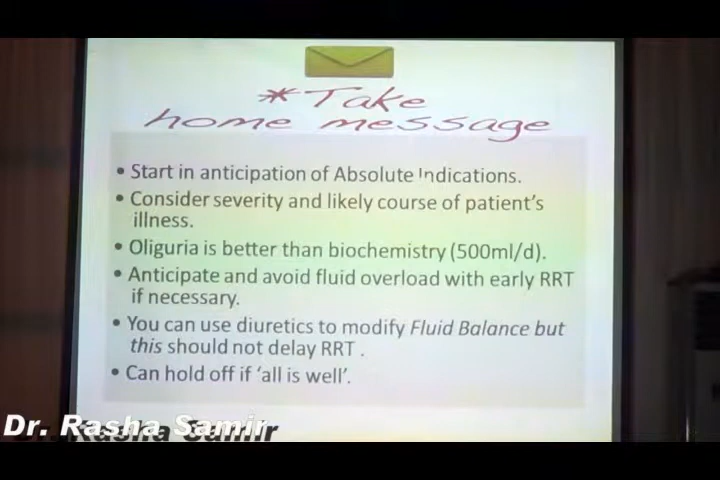 *Take
home message
• Start in anticipation of Absolute Indications.
• Consider severity and likely course of patient's
illness.
• Oliguria is better than biochemistry (500ml/d).
• Anticipate and avoid fluid overload with early RRT
if necessary.
• You can use diuretics to modify Fluid Balance but
this should not delay RRT .
• Can hold off if 'all is well'.
Dr. Rasha Samir
Rasha Samir